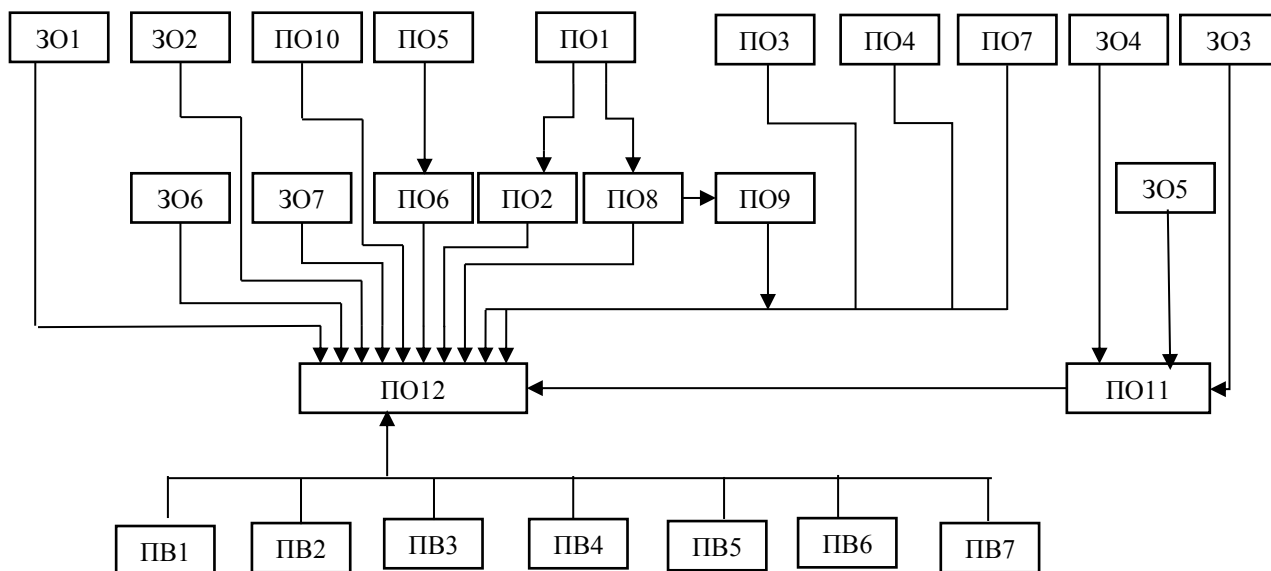 ЗО1 ЗО2 ПО10 ПО5 ПО1 ПО3 ПО4 ПО7 ЗО4 ЗО3
ЗО6 ЗО7 ПО6 ПО2 ПО8 ПО9 ЗО5
ПО12 ПО11
ПВ1 ПВ2 ПВ3 ПВ4 ПВ5 ПВ6 ПВ7